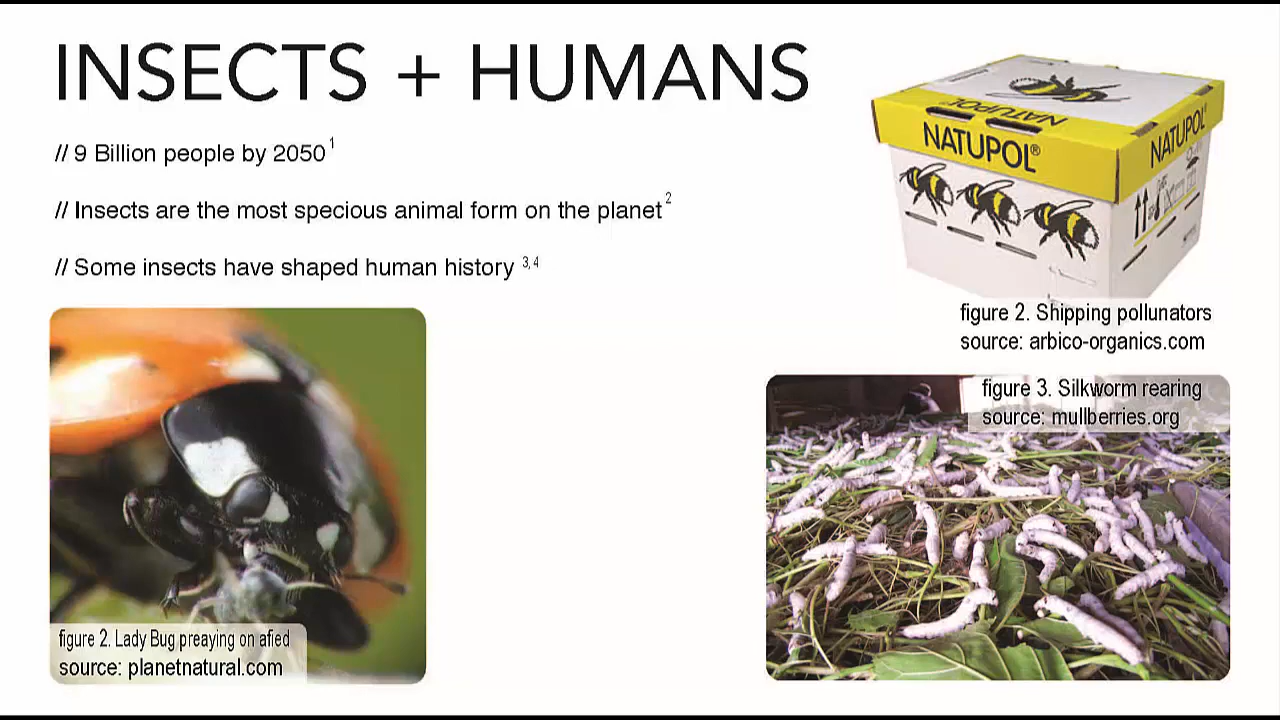 INSECTS + HUMANS
// 9 Billion people by 2050 1
// Insects are the most specious animal form on the planet 2
// Some insects have shaped human history 3,4
NATUPOL
NATUPOL®
NATUPOL®
figure 2. Shipping pollunators
source: arbico-organics.com
figure 3. Silkworm rearing
source: mullberries.org
figure 2. Lady Bug preaying on afied
source: planetnatural.com